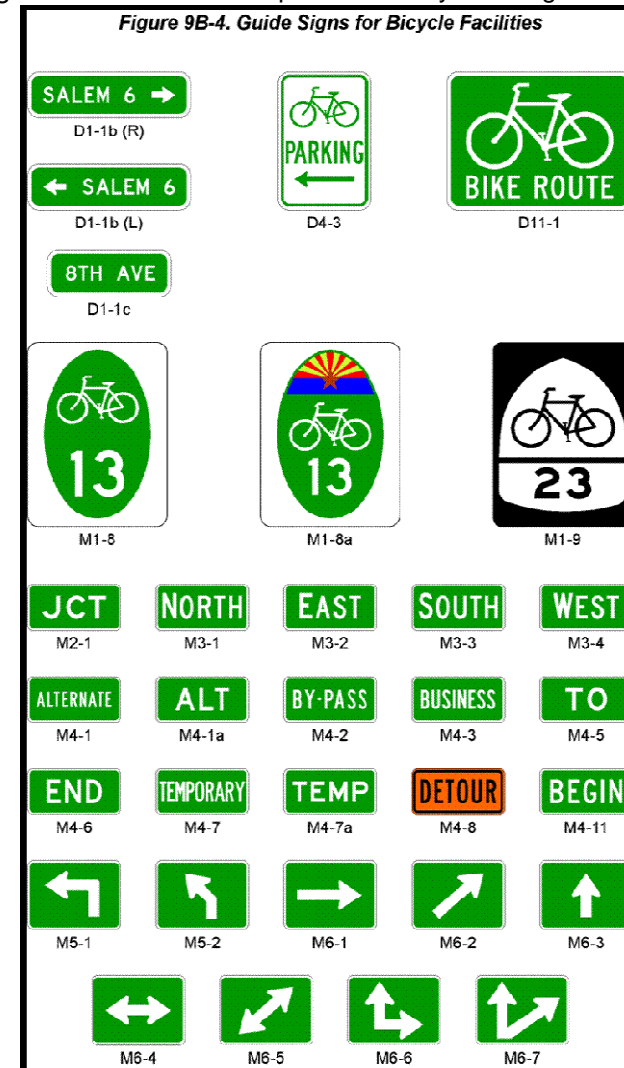 Figure 9B-4. Guide Signs for Bicycle Facilities
SALEM 6 →
D1-1b (R)
← SALEM 6
D1-1b (L)
8TH AVE
D1-1c
PARKING
D4-3
BIKE ROUTE
D11-1
13
M1-8
13
M1-8a
23
M1-9
JCT
NORTH
EAST
SOUTH
WEST
M2-1
M3-1
M3-2
M3-3
M3-4
ALTERNATE
ALT
BY-PASS
BUSINESS
TO
M4-1
M4-1a
M4-2
M4-3
M4-5
END
TEMPORARY
TEMP
DETOUR
BEGIN
M4-6
M4-7
M4-7a
M4-8
M4-11
M5-1
M5-2
M6-1
M6-2
M6-3
M6-4
M6-5
M6-6
M6-7